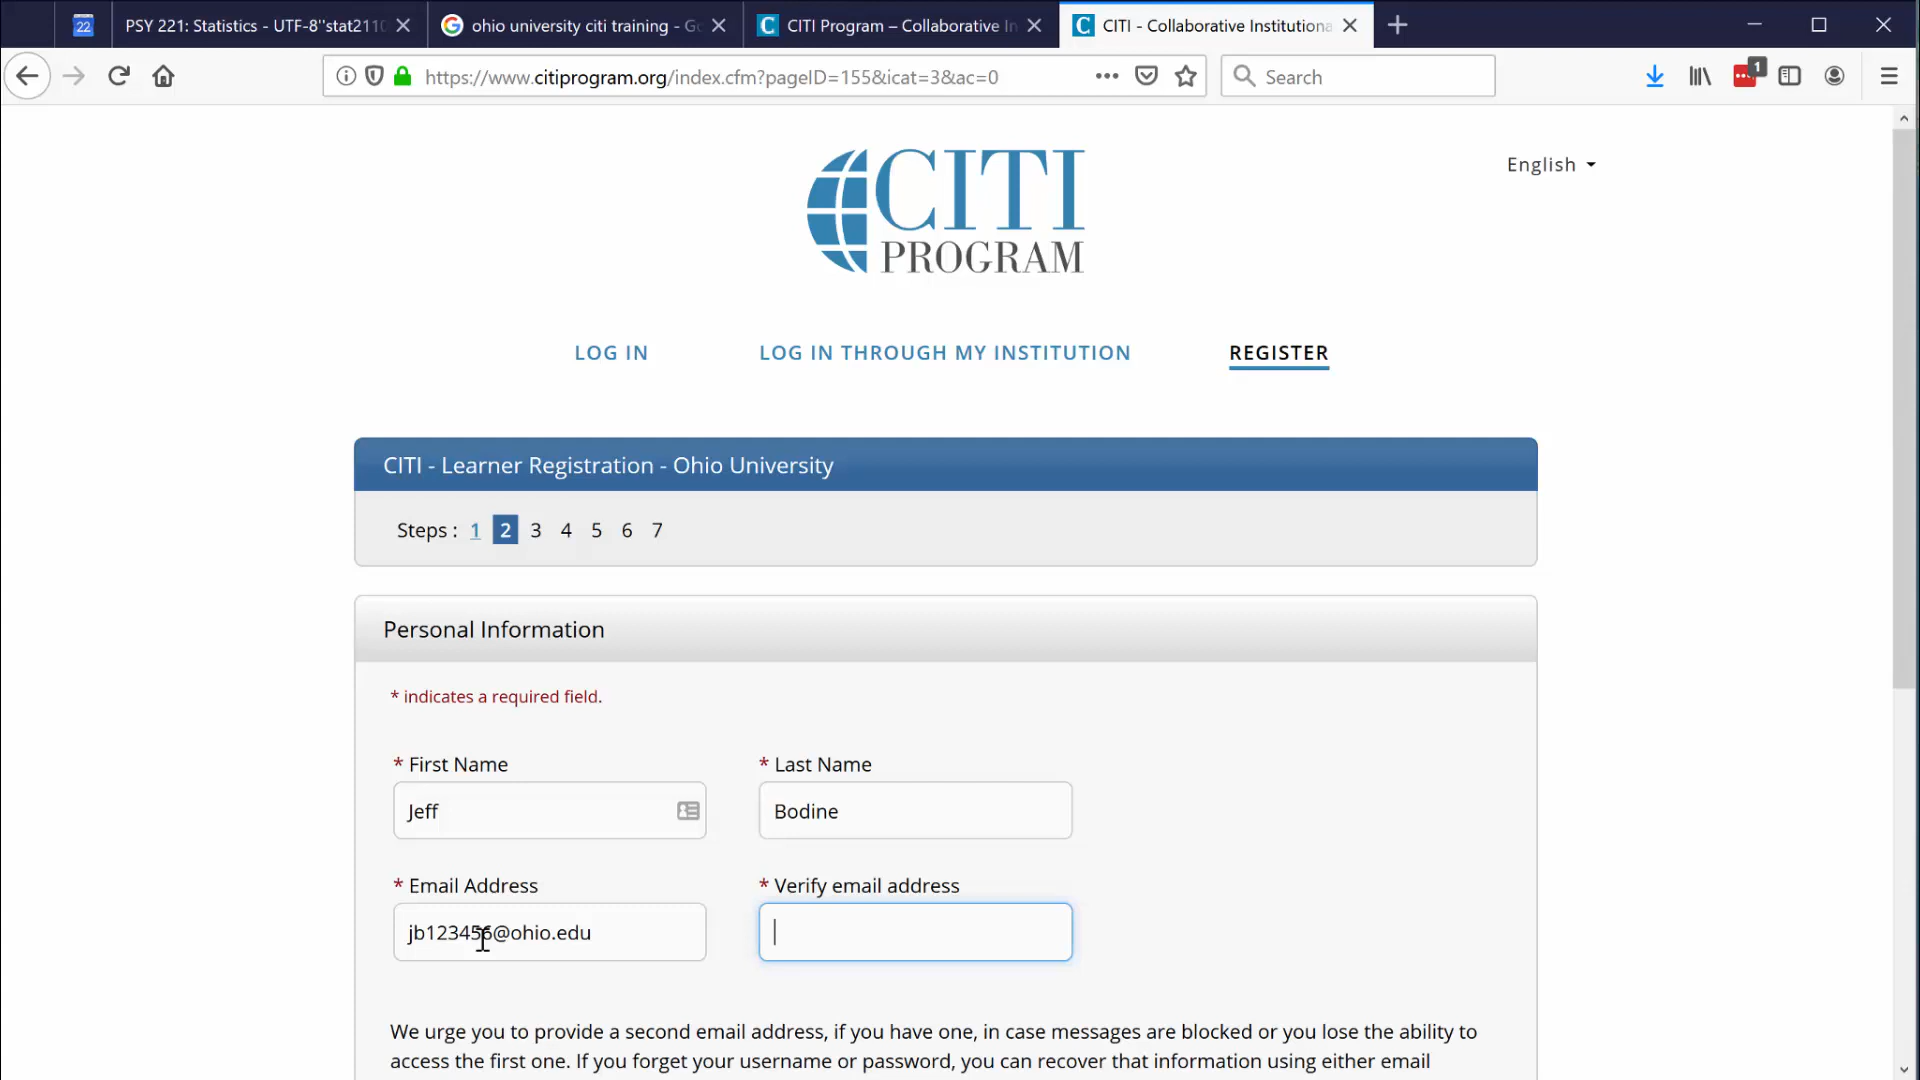 22
PSY 221: Statistics - UTF-8''stat2110
ohio university citi training - Go
CITI Program – Collaborative In
CITI - Collaborative Institutiona
https://www.citiprogram.org/index.cfm?pageID=155&icat=3&ac=0
Search
1
CITI
PROGRAM
English
LOG IN
LOG IN THROUGH MY INSTITUTION
REGISTER
CITI - Learner Registration - Ohio University
Steps : 1 2 3 4 5 6 7
Personal Information
* indicates a required field.
* First Name
* Last Name
Jeff
Bodine
* Email Address
* Verify email address
jb123456@ohio.edu
We urge you to provide a second email address, if you have one, in case messages are blocked or you lose the ability to
access the first one. If you forget your username or password, you can recover that information using either email